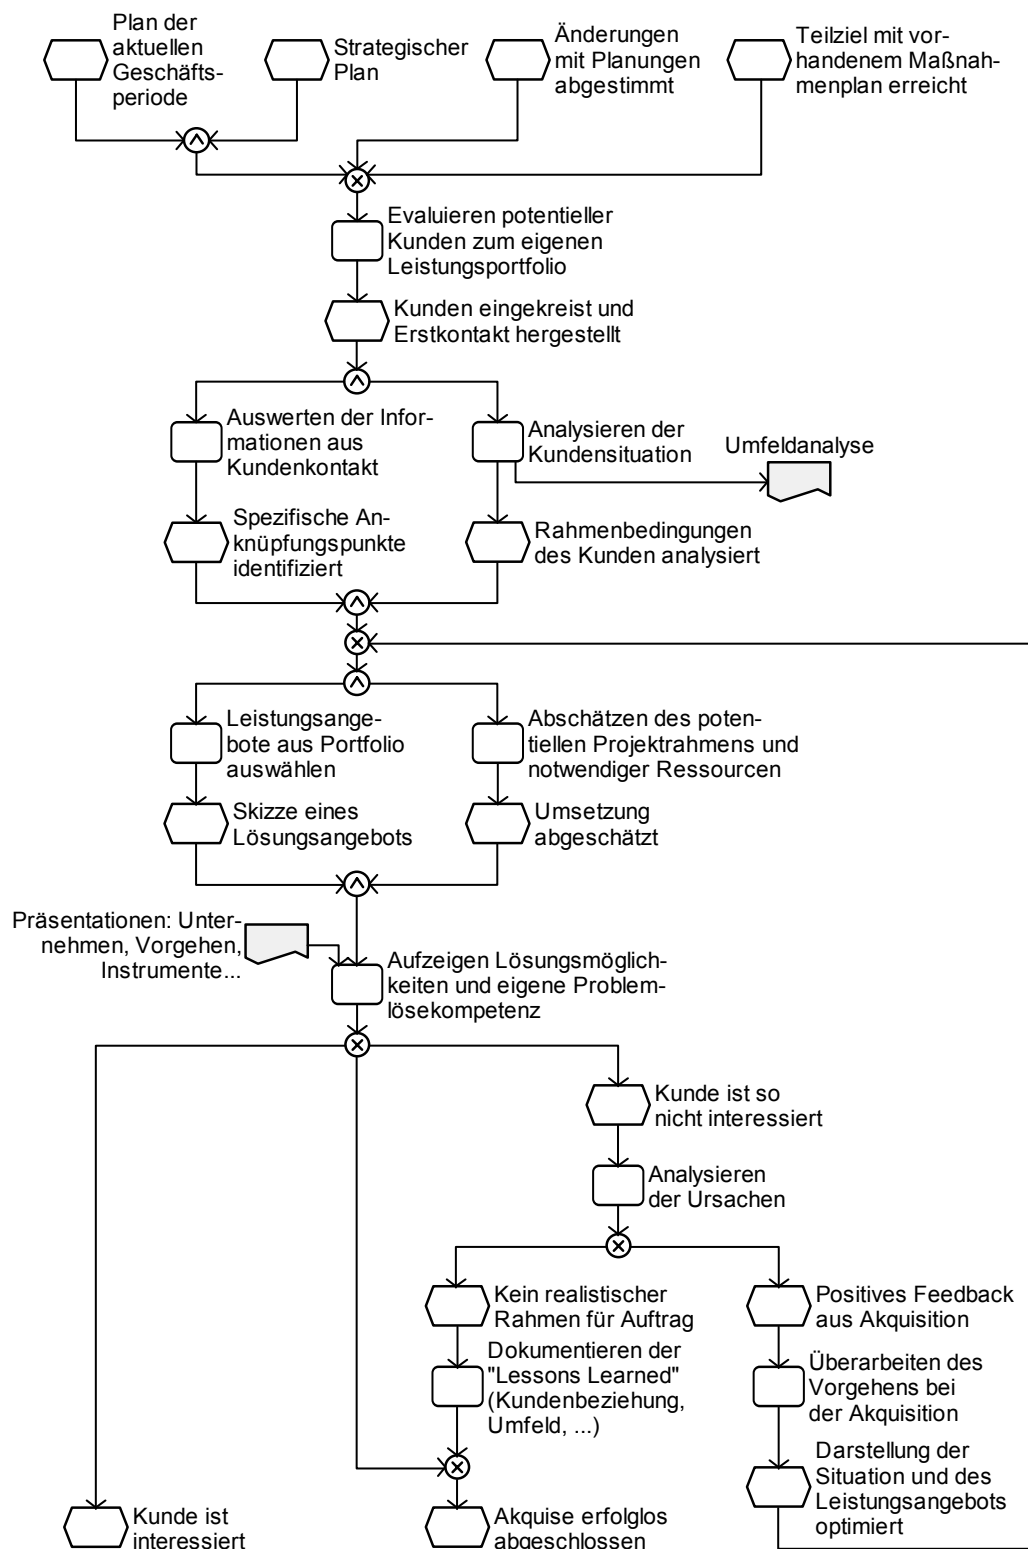 Plan der
aktuellen
Geschäfts-
periode
Strategischer
Plan
Änderungen
mit Planungen
abgestimmt
Teilziel mit vor-
handenem Maßnah-
menplan erreicht
Evaluieren potentieller
Kunden zum eigenen
Leistungsportfolio
Kunden eingekreist und
Erstkontakt hergestellt
Auswerten der Infor-
mationen aus
Kundenkontakt
Analysieren der
Kundensituation
Umfeldanalyse
Spezifische An-
knüpfungspunkte
identifiziert
Rahmenbedingungen
des Kunden analysiert
Leistungsange-
bote aus Portfolio
auswählen
Abschätzen des poten-
tiellen Projektrahmens und
notwendiger Ressourcen
Skizze eines
Lösungsangebots
Umsetzung
abgeschätzt
Präsentationen: Unter-
nehmen, Vorgehen,
Instrumente...
Aufzeigen Lösungsmöglich-
keiten und eigene Problem-
lösekompetenz
Kunde ist so
nicht interessiert
Analysieren
der Ursachen
Kein realistischer
Rahmen für Auftrag
Positives Feedback
aus Akquisition
Dokumentieren der
"Lessons Learned"
(Kundenbeziehung,
Umfeld, ...)
Überarbeiten des
Vorgehens bei
der Akquisition
Darstellung der
Situation und des
Leistungsangebots
optimiert
Kunde ist
interessiert
Akquise erfolglos
abgeschlossen